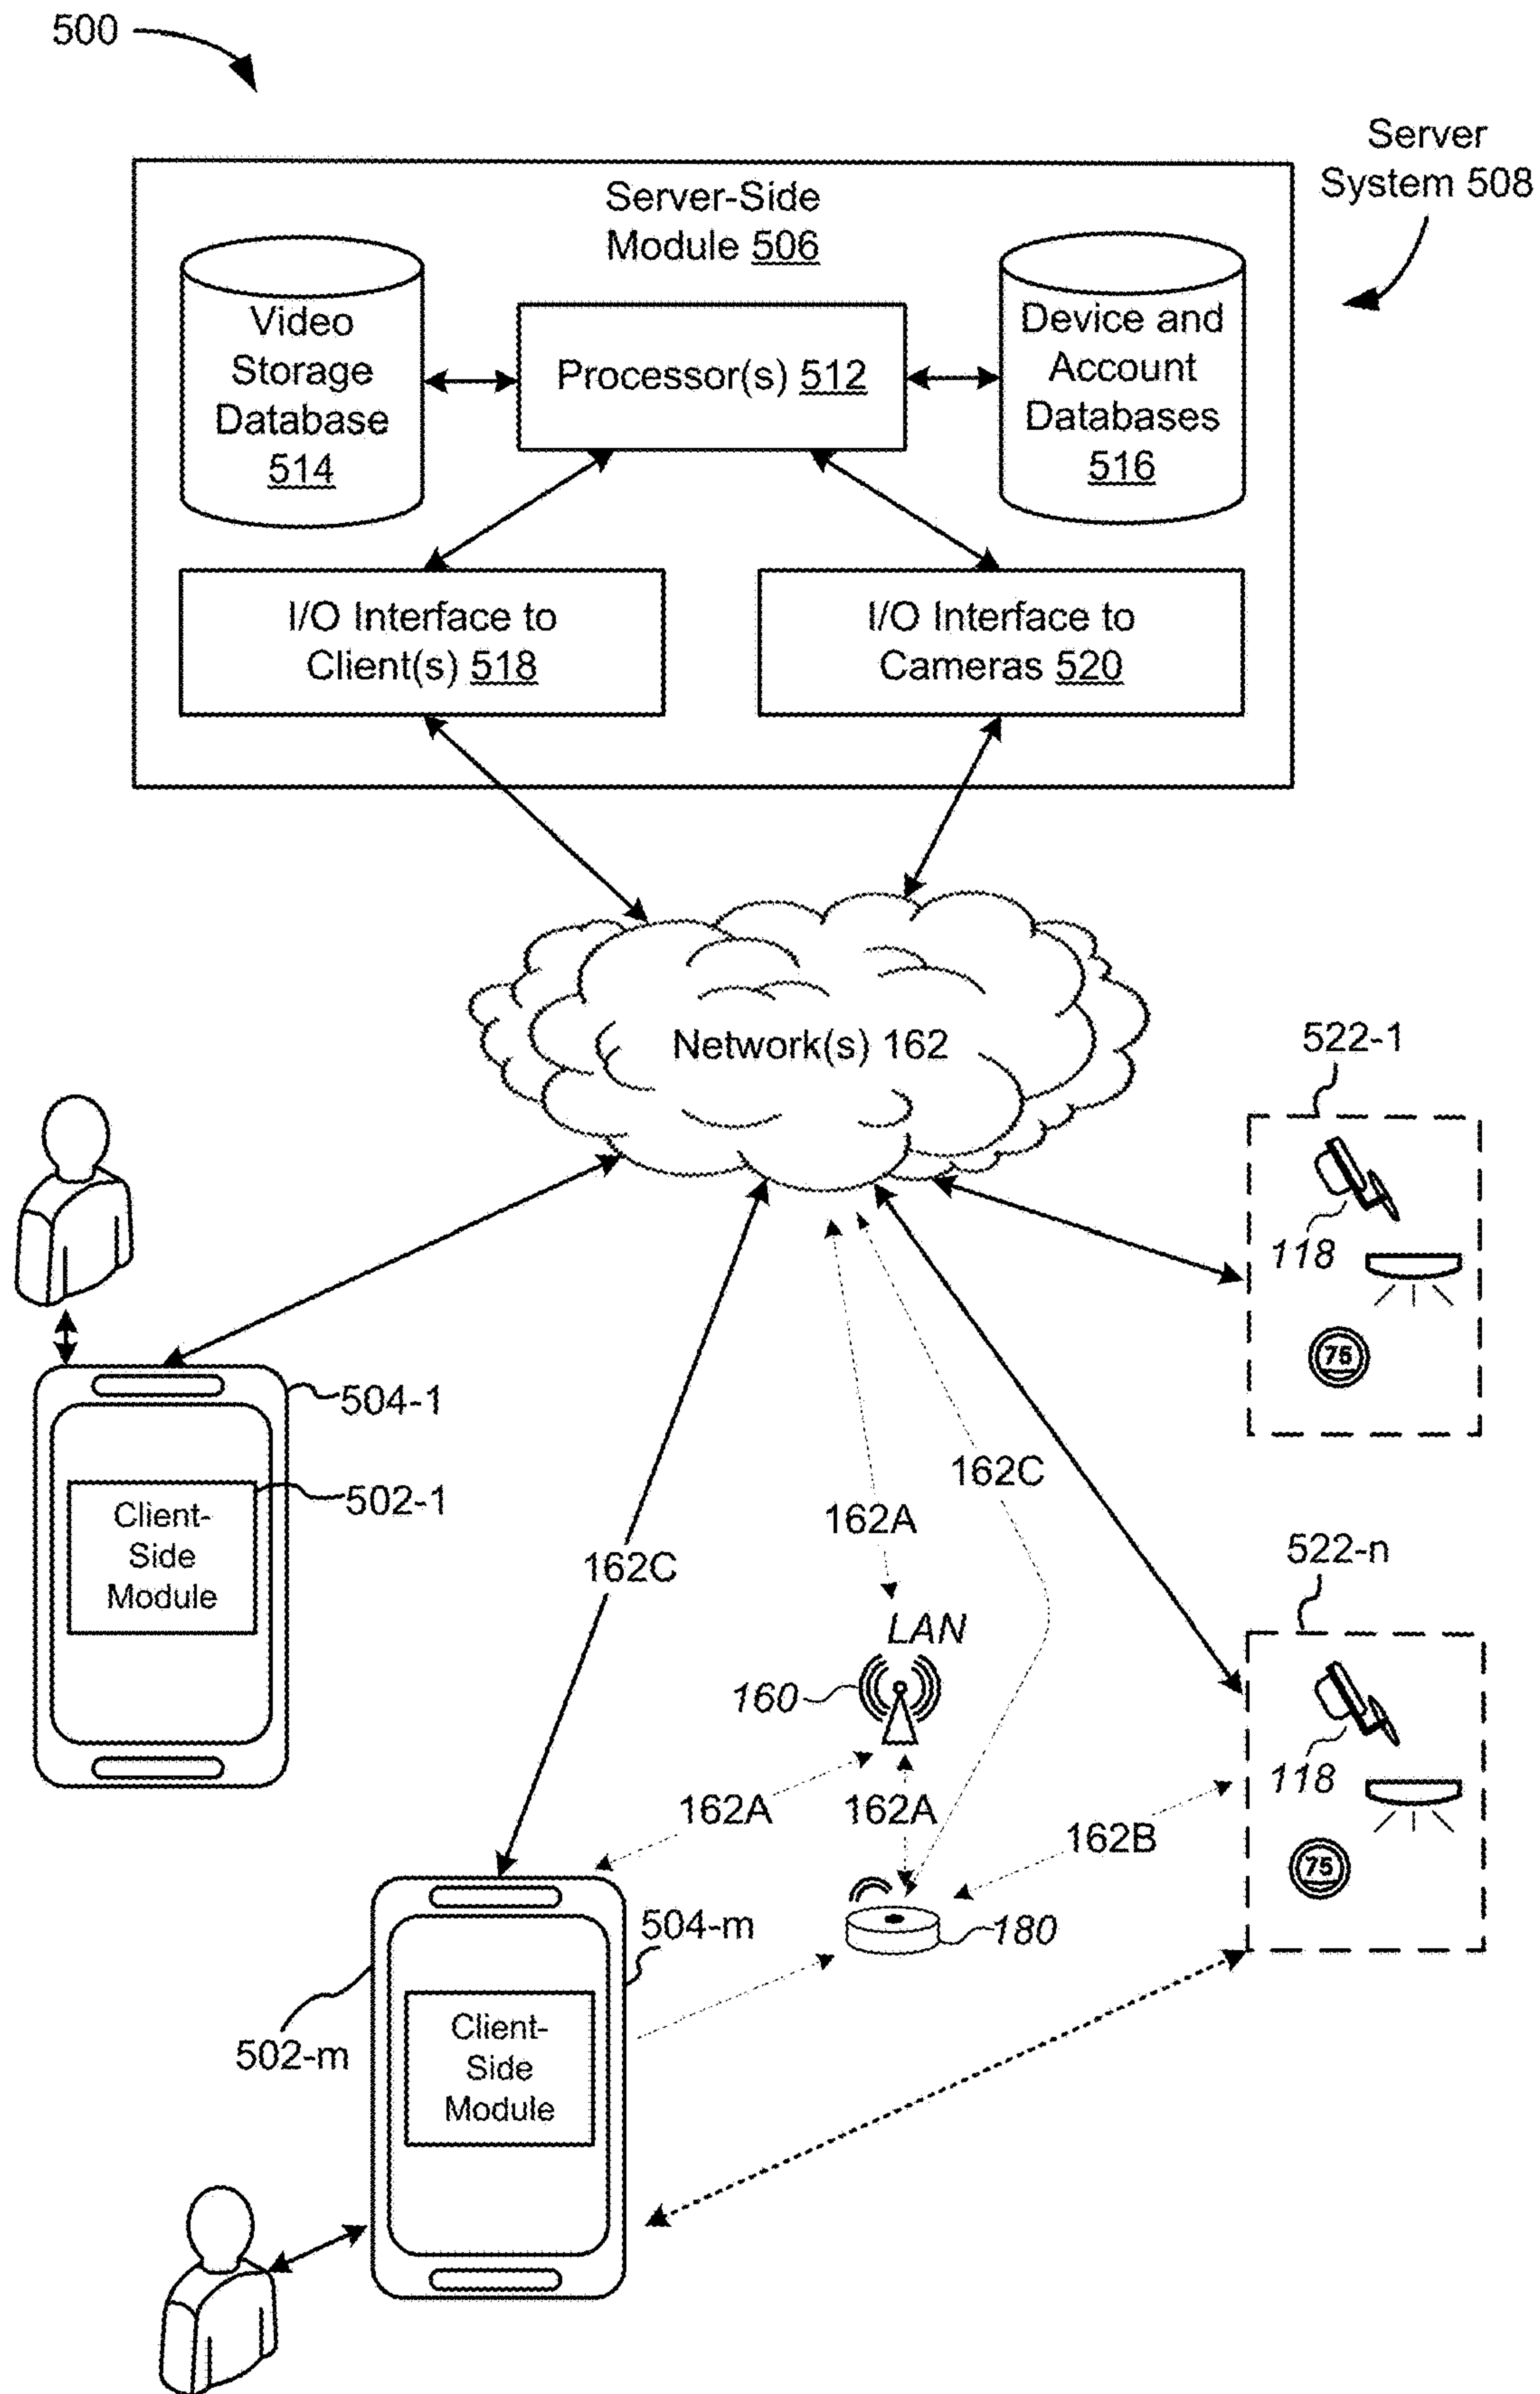 500
Server
System 508
Server-Side
Module 506
Video
Storage
Database
514
Processor(s) 512
Device and
Account
Databases
516
I/O Interface to
Client(s) 518
I/O Interface to
Cameras 520
Network(s) 162
522-1
118
75
504-1
502-1
Client-
Side
Module
162C
162A
162C
522-n
LAN
160
118
162A
162A
162B
75
504-m
180
502-m
Client-
Side
Module